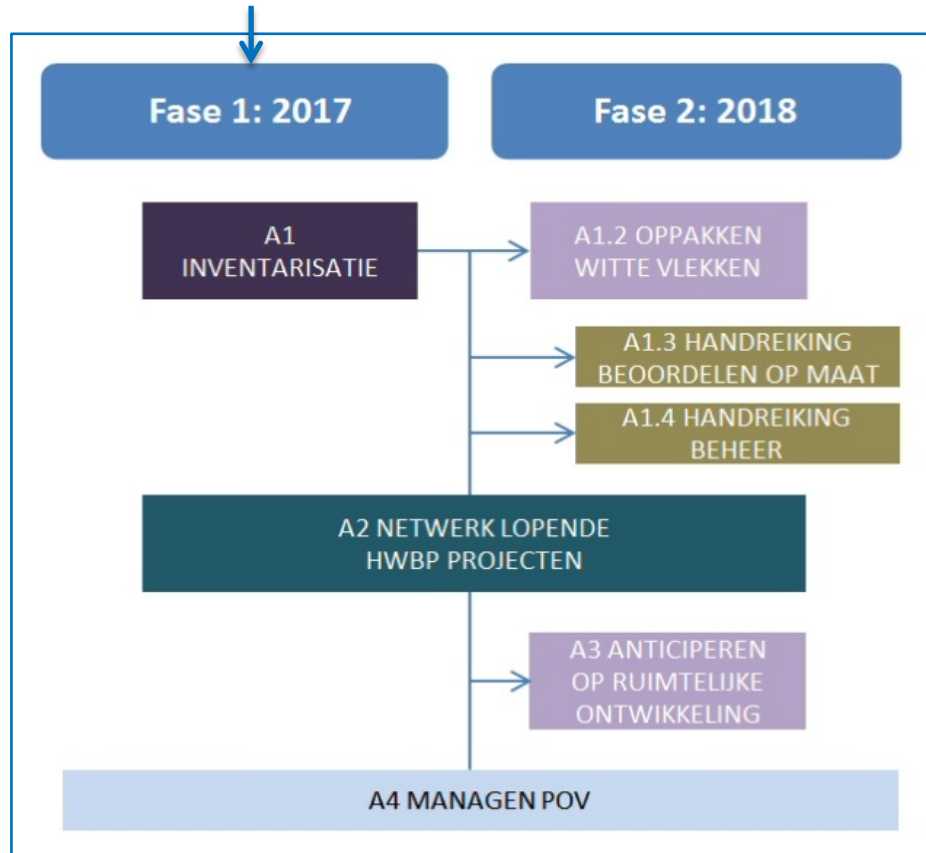 Fase 1: 2017
Fase 2: 2018
A1
INVENTARISATIE
A1.2 OPPAKKEN
WITTE VLEKKEN
A1.3 HANDREIKING
BEOORDELEN OP MAAT
A1.4 HANDREIKING
BEHEER
A2 NETWERK LOPENDE
HWBP PROJECTEN
A3 ANTICIPEREN
OP RUIMTELIJKE
ONTWIKKELING
A4 MANAGEN POV